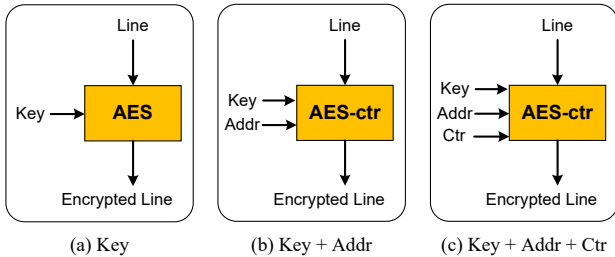 Line
Key
AES
Encrypted Line
(a) Key
Line
Key
Addr
AES-ctr
Encrypted Line
(b) Key + Addr
Line
Key
Addr
Ctr
AES-ctr
Encrypted Line
(c) Key + Addr + Ctr